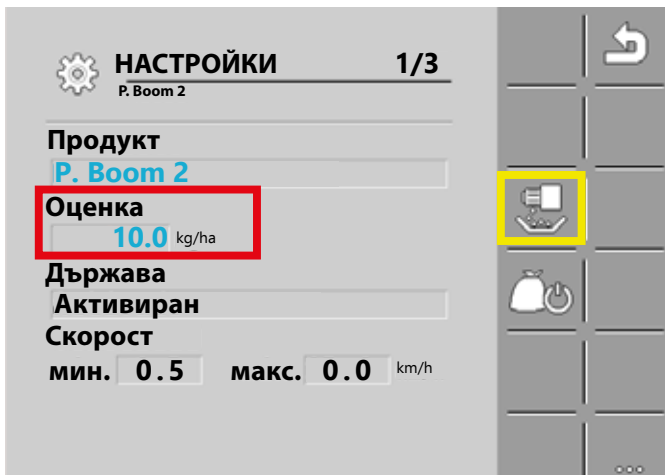 НАСТРОЙКИ 1/3
P. Boom 2
Продукт
P. Boom 2
Оценка
10.0 kg/ha
Държава
Активиран
Скорост
мин. 0.5 макс. 0.0 km/h